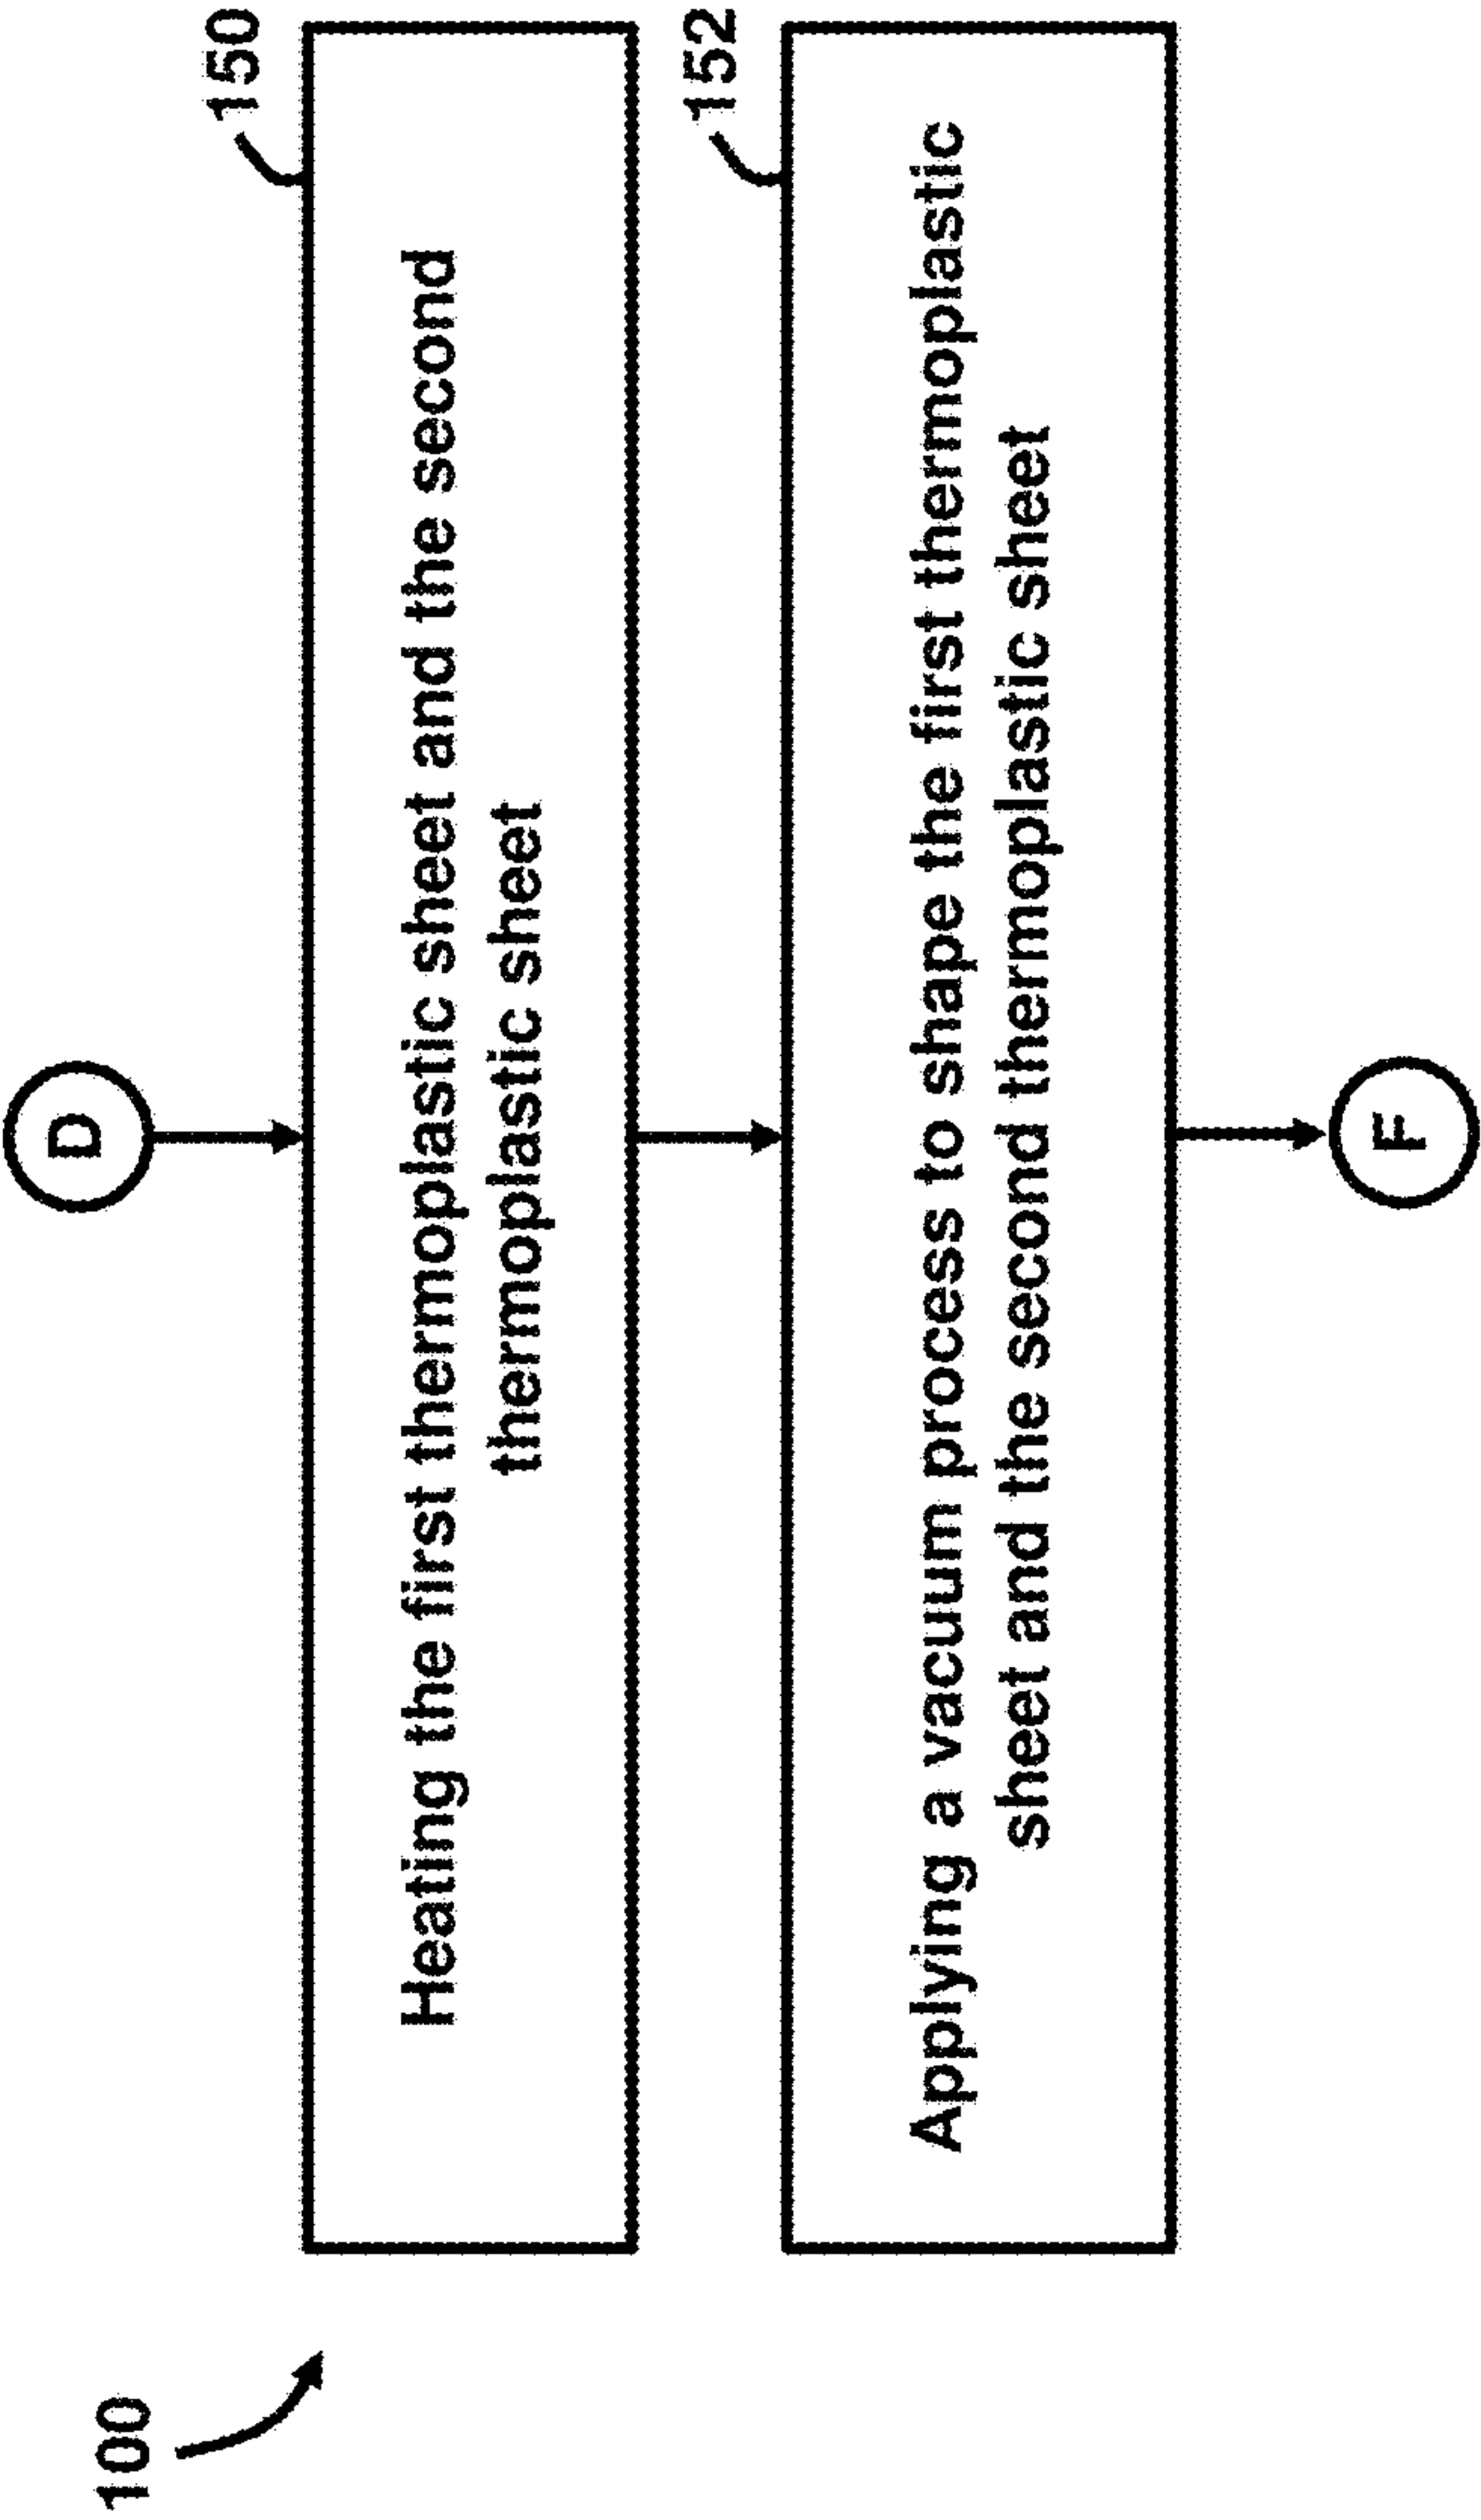 100
D
150
Heating the first thermoplastic sheet and the second
thermoplastic sheet
152
Applying a vacuum process to shape the first thermoplastic
sheet and the second thermoplastic sheet
E